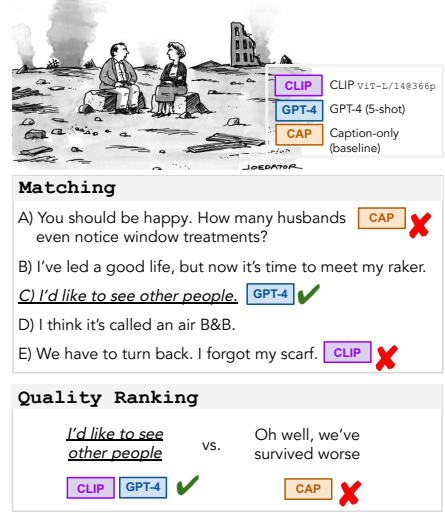 JOEDATOR
CLIP CLIP ViT-L/14@366p
GPT-4 GPT-4 (5-shot)
CAP Caption-only
(baseline)
Matching
A) You should be happy. How many husbands CAP
even notice window treatments?
B) I've led a good life, but now it's time to meet my raker.
C) I'd like to see other people. GPT-4
D) I think it's called an air B&B.
E) We have to turn back. I forgot my scarf. CLIP
Quality Ranking
I'd like to see
other people
vs.
Oh well, we've
survived worse
CLIP GPT-4
CAP